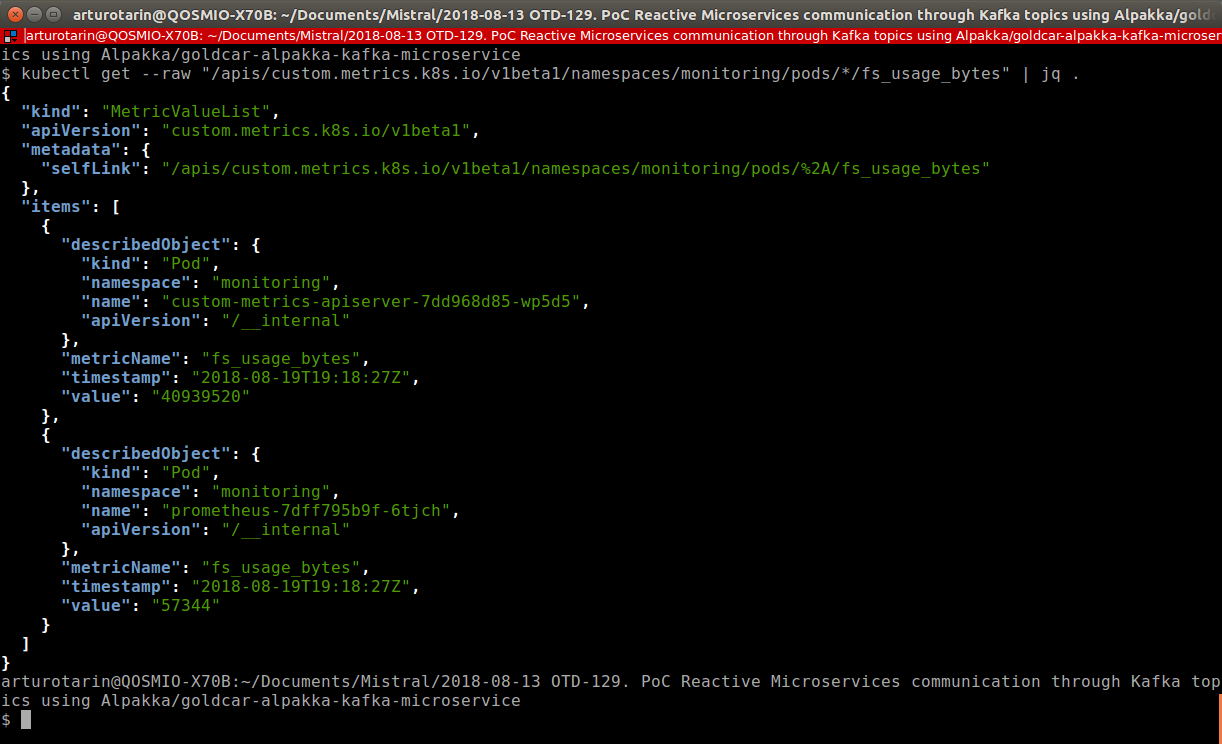 arturotarin@QOSMIO-X70B: ~/Documents/Mistral/2018-08-13 OTD-129. PoC Reactive Microservices communication through Kafka topics using Alpakka/gold
arturotarin@QOSMIO-X70B: ~/Documents/Mistral/2018-08-13 OTD-129. PoC Reactive Microservices communication through Kafka topics using Alpakka/goldcar-alpakka-kafka-microser
ics using Alpakka/goldcar-alpakka-kafka-microservice
$ kubectl get --raw "/apis/custom.metrics.k8s.io/v1beta1/namespaces/monitoring/pods/*/fs_usage_bytes" | jq .
{
  "kind": "MetricValueList",
  "apiVersion": "custom.metrics.k8s.io/v1beta1",
  "metadata": {
    "selfLink": "/apis/custom.metrics.k8s.io/v1beta1/namespaces/monitoring/pods/%2A/fs_usage_bytes"
  },
  "items": [
    {
      "describedObject": {
        "kind": "Pod",
        "namespace": "monitoring",
        "name": "custom-metrics-apiserver-7dd968d85-wp5d5",
        "apiVersion": "/__internal"
      },
      "metricName": "fs_usage_bytes",
      "timestamp": "2018-08-19T19:18:27Z",
      "value": "40939520"
    },
    {
      "describedObject": {
        "kind": "Pod",
        "namespace": "monitoring",
        "name": "prometheus-7dff795b9f-6tjch",
        "apiVersion": "/__internal"
      },
      "metricName": "fs_usage_bytes",
      "timestamp": "2018-08-19T19:18:27Z",
      "value": "57344"
    }
  ]
}
arturotarin@QOSMIO-X70B:~/Documents/Mistral/2018-08-13 OTD-129. PoC Reactive Microservices communication through Kafka top
ics using Alpakka/goldcar-alpakka-kafka-microservice
$